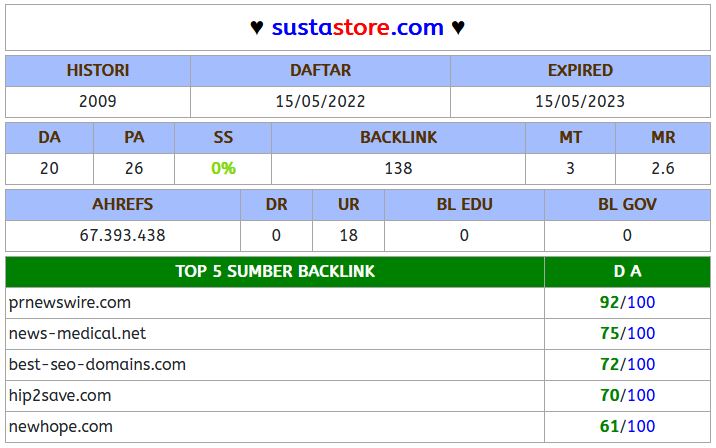 ♥ sustastore.com ♥
HISTORI DAFTAR EXPIRED
2009 15/05/2022 15/05/2023
DA PA SS BACKLINK MT MR
20 26 0% 138 3 2.6
AHREFS DR UR BL EDU BL GOV
67.393.438 0 18 0 0
TOP 5 SUMBER BACKLINK D A
prnewswire.com 92/100
news-medical.net 75/100
best-seo-domains.com 72/100
hip2save.com 70/100
newhope.com 61/100